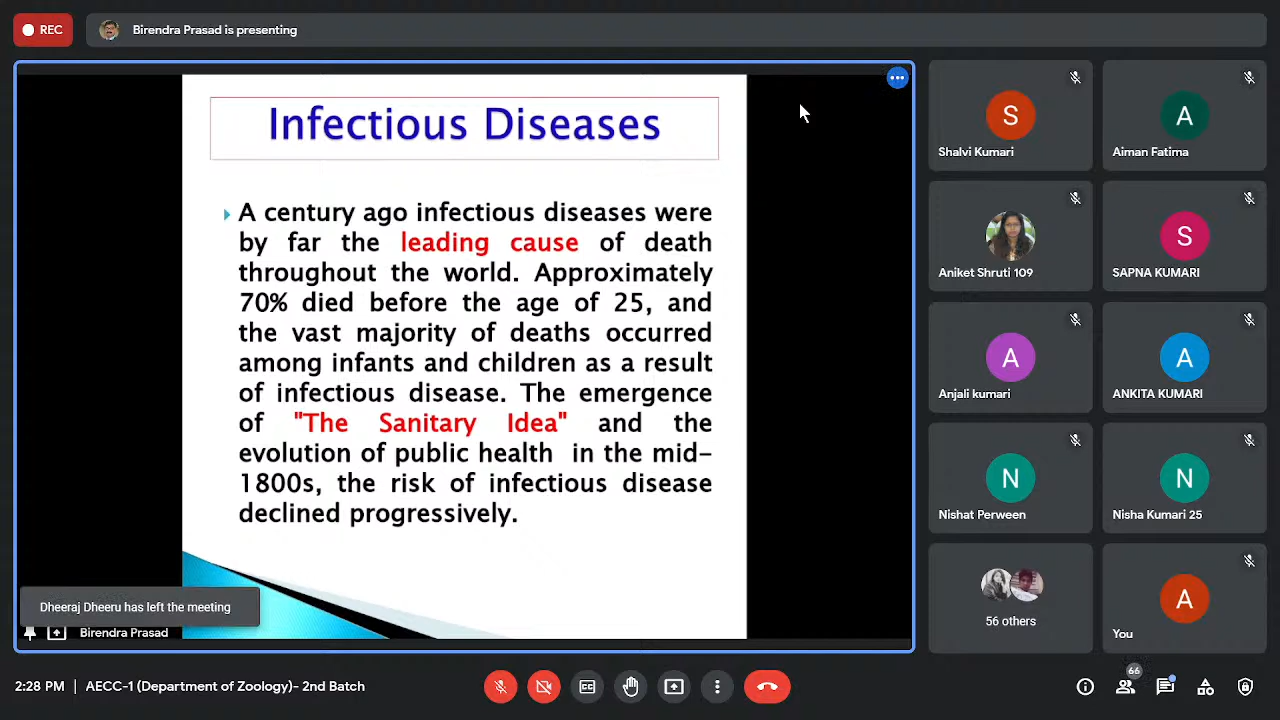 REC
Birendra Prasad is presenting
Infectious Diseases
A century ago infectious diseases were
by far the leading cause of death
throughout the world. Approximately
70% died before the age of 25, and
the vast majority of deaths occurred
among infants and children as a result
of infectious disease. The emergence
of "The Sanitary Idea" and the
evolution of public health in the mid-
1800s, the risk of infectious disease
declined progressively.
Dheeraj Dheeru has left the meeting
Birendra Prasad
S
Shalvi Kumari
A
Aiman Fatima
Aniket Shruti 109
S
SAPNA KUMARI
A
Anjali kumari
A
ANKITA KUMARI
N
Nishat Perween
N
Nisha Kumari 25
56 others
A
You
2:28 PM | AECC-1 (Department of Zoology)- 2nd Batch
CC
66